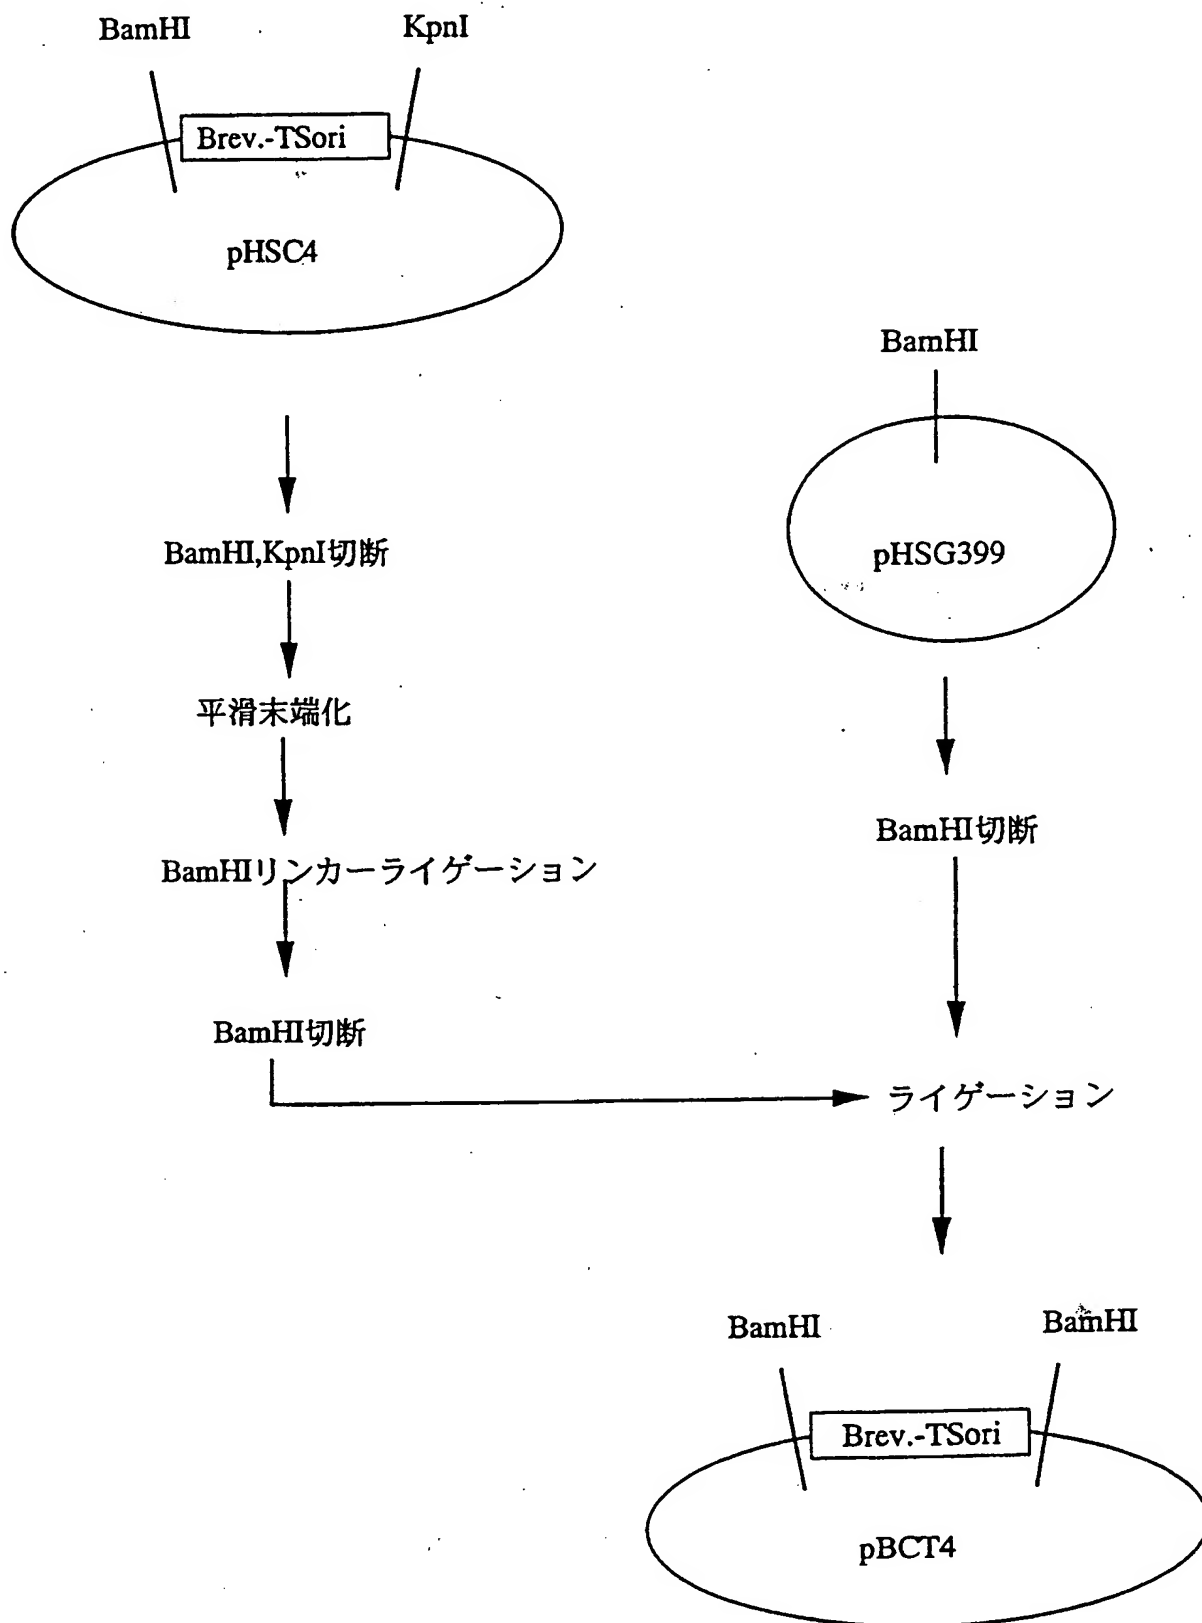 BamHI
KpnI
Brev.-TSori
pHSC4
BamHI,KpnI切断
平滑末端化
BamHIリンカーライゲーション
BamHI切断
BamHI
pHSG399
BamHI切断
ライゲーション
BamHI
BamHI
Brev.-TSori
pBCT4